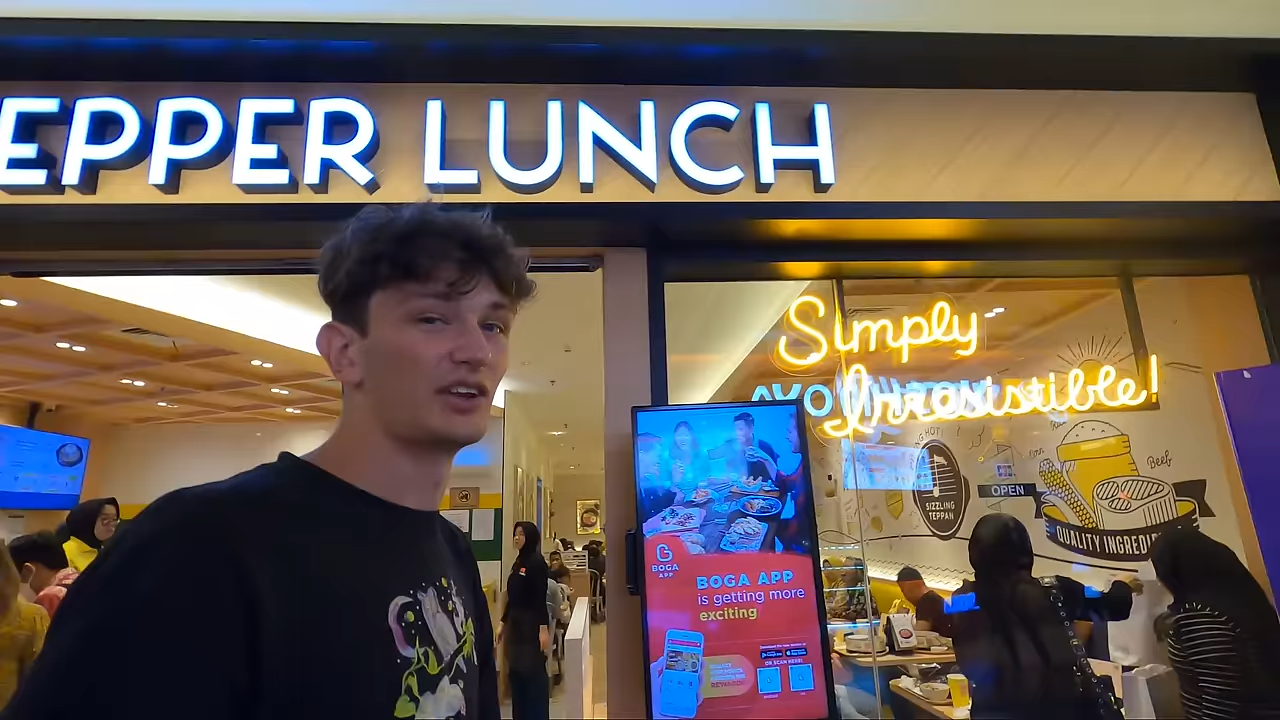 EPPER LUNCH
Simply
Irresistible!
SIZZLING
TEPPAN
OPEN
Beef
QUALITY INGREDIE
BOGA
APP
BOGA APP
is getting more
exciting
OR SCAN HERE!